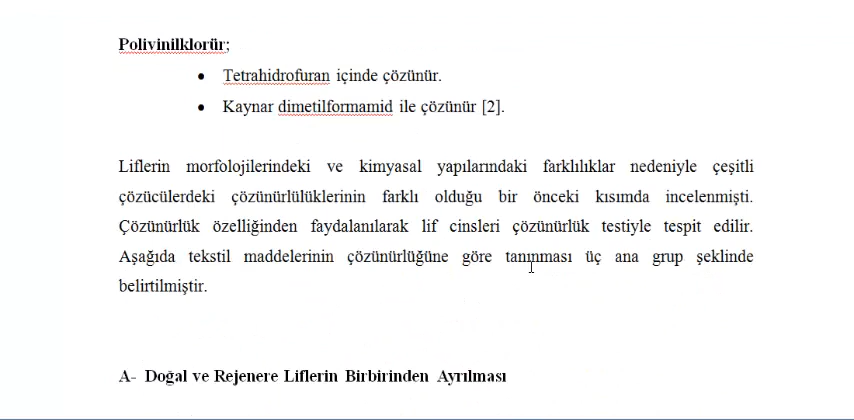 Polivinilklorür;
• Tetrahidrofuran içinde çözünür.
• Kaynar dimetilformamid ile çözünür [2].
Liflerin morfolojilerindeki ve kimyasal yapılarındaki farklılıklar nedeniyle çeşitli
çözücülerdeki çözünürlülüklerinin farklı olduğu bir önceki kısımda incelenmişti.
Çözünürlük özelliğinden faydalanılarak lif cinsleri çözünürlük testiyle tespit edilir.
Aşağıda tekstil maddelerinin çözünürlüğüne göre tanınması üç ana grup şeklinde
belirtilmiştir.
A- Doğal ve Rejenere Liflerin Birbirinden Ayrılması